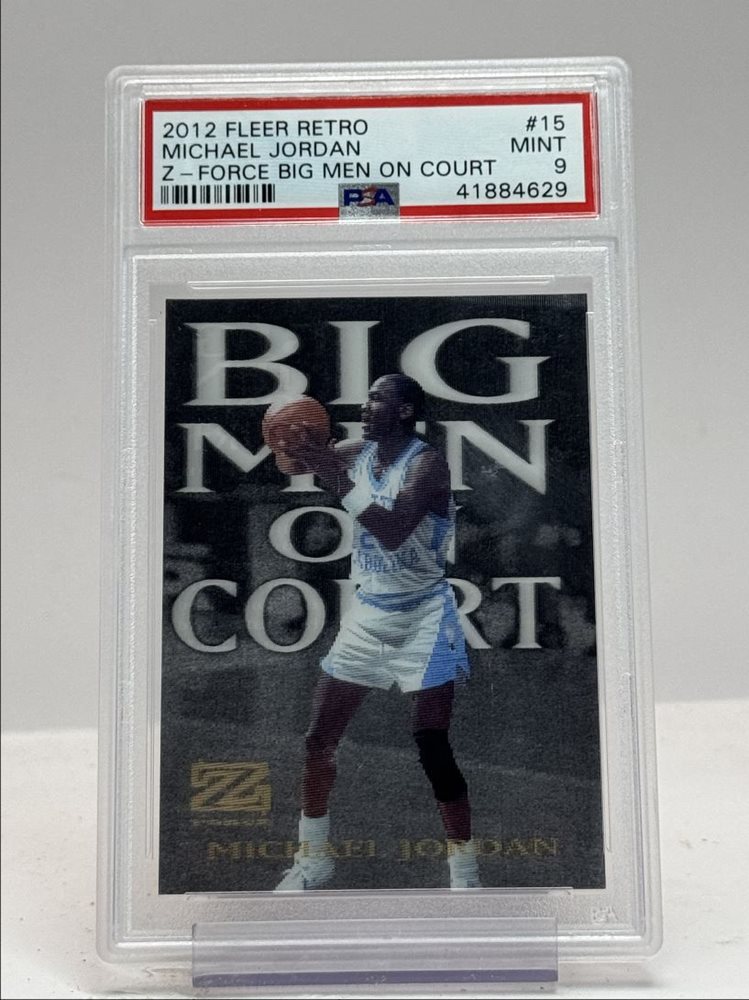 2012 FLEER RETRO #15
MICHAEL JORDAN MINT
Z-FORCE BIG MEN ON COURT 9
PSA 41884629
BIG
MEN
ON
COURT
Z
FORCE
MICHAEL JORDAN